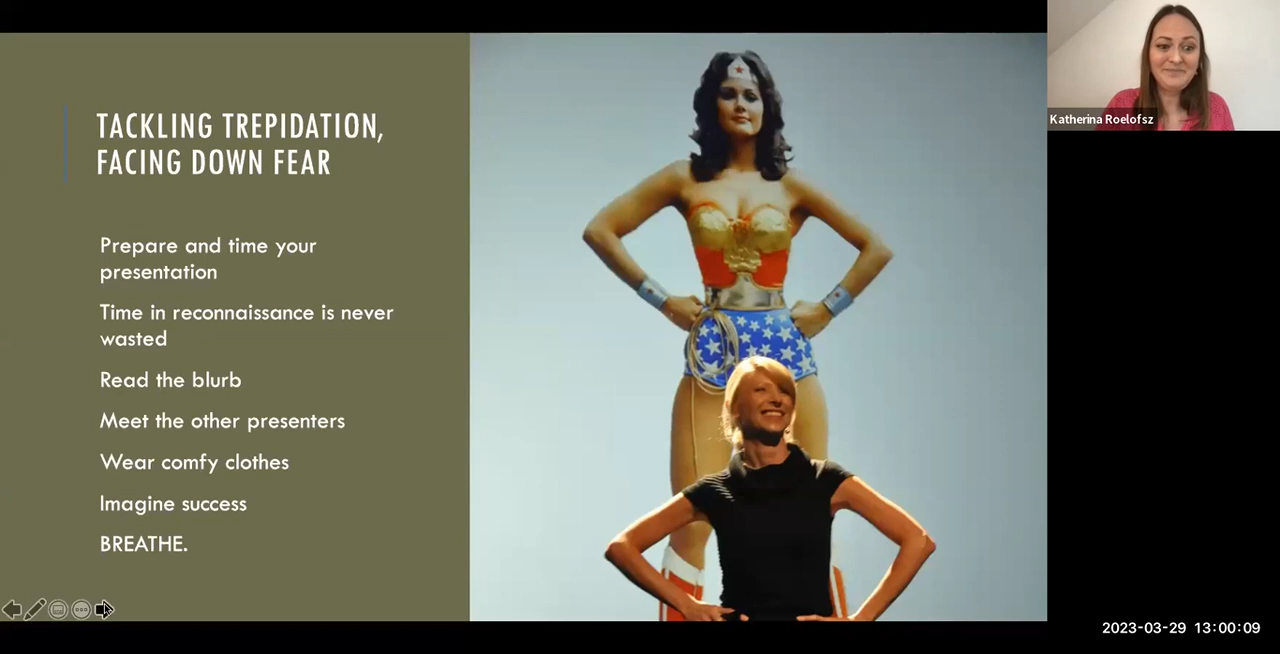 TACKLING TREPIDATION,
FACING DOWN FEAR
Prepare and time your
presentation
Time in reconnaissance is never
wasted
Read the blurb
Meet the other presenters
Wear comfy clothes
Imagine success
BREATHE.
Katherina Roelofsz
2023-03-29 13:00:09